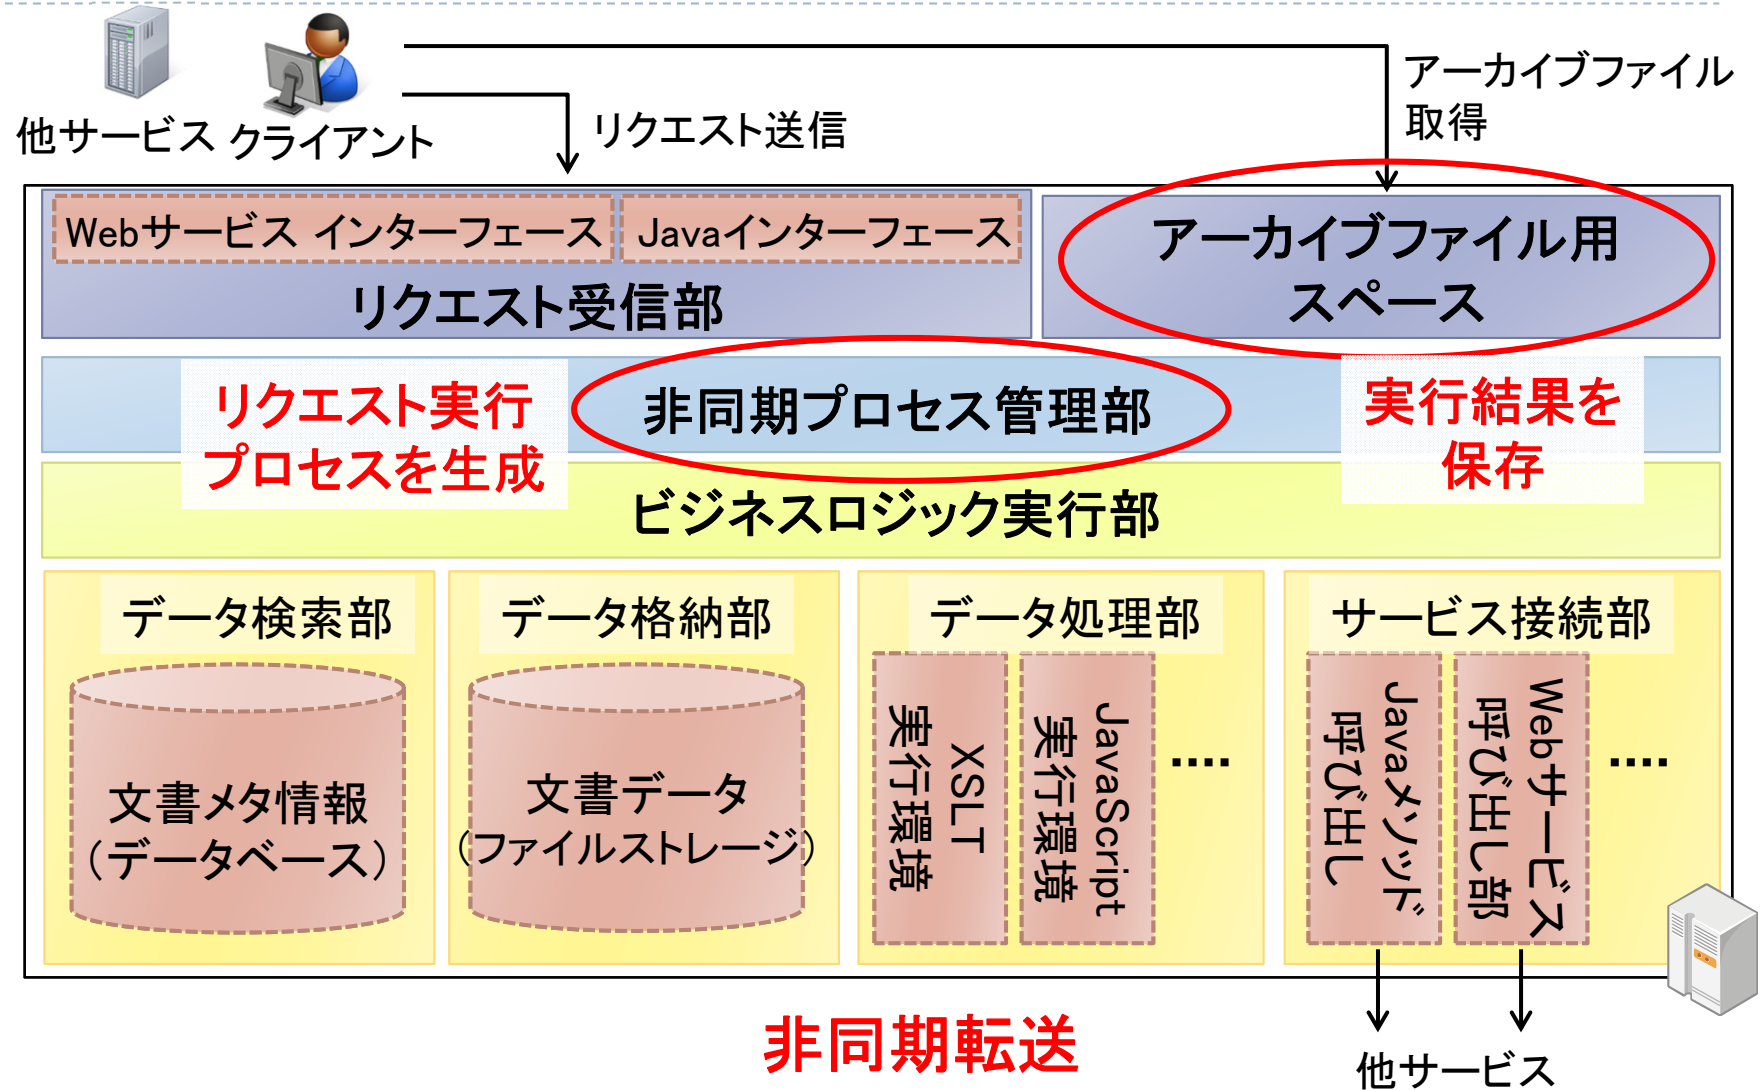 他サービス
クライアント
リクエスト送信
アーカイブファイル
取得
Webサービス インターフェース
Javaインターフェース
リクエスト受信部
アーカイブファイル用
スペース
リクエスト実行
プロセスを生成
非同期プロセス管理部
実行結果を
保存
ビジネスロジック実行部
データ検索部
文書メタ情報
（データベース）
データ格納部
文書データ
（ファイルストレージ）
データ処理部
XSLT
実行環境
JavaScript
実行環境
....
サービス接続部
Javaメソッド
呼び出し
Webサービス
呼び出し部
....
非同期転送
他サービス